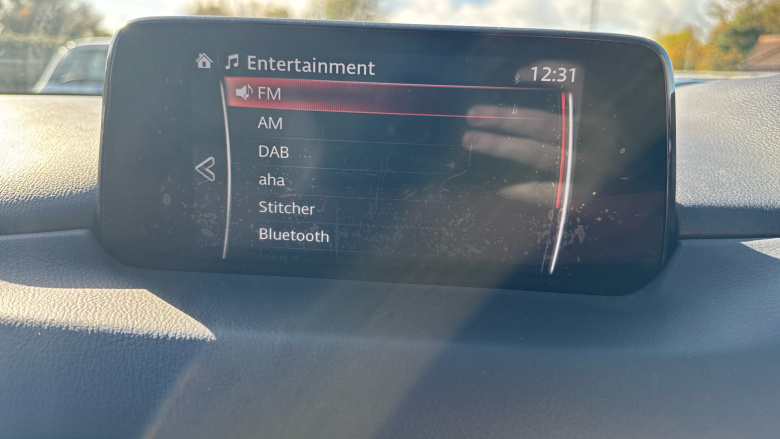 Entertainment
12:31
FM
AM
DAB
aha
Stitcher
Bluetooth